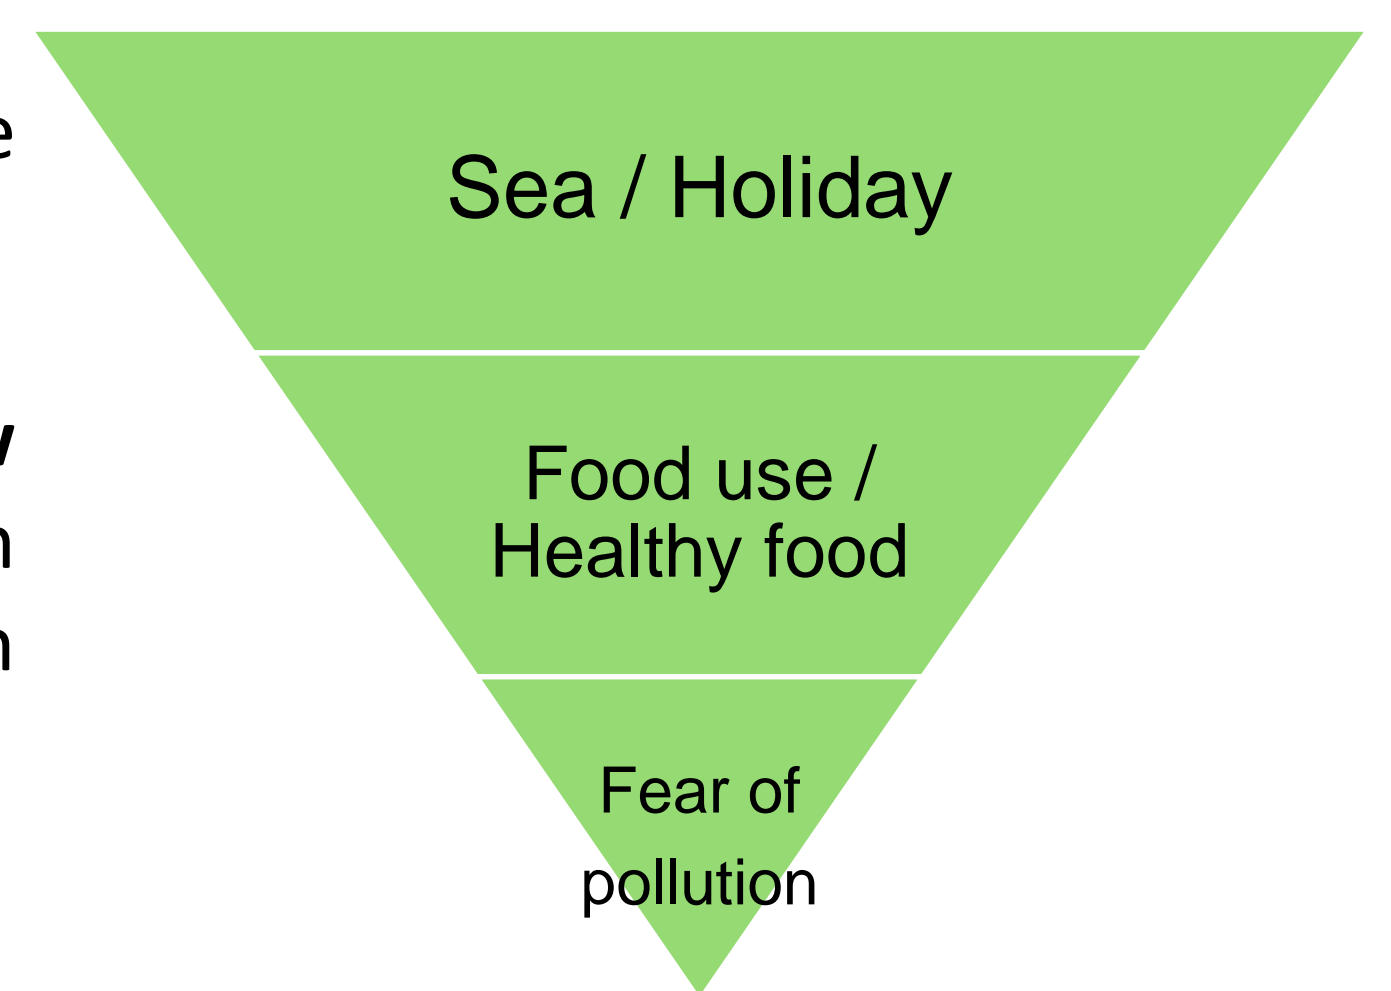 e
Sea / Holiday
w
Food use /
Healthy food
n
n
Fear of
pollution